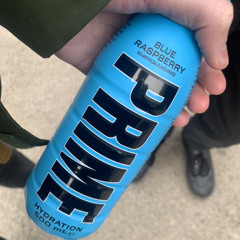 BLUE
RASPBERRY
PRIME
HYDRATION
500 mL